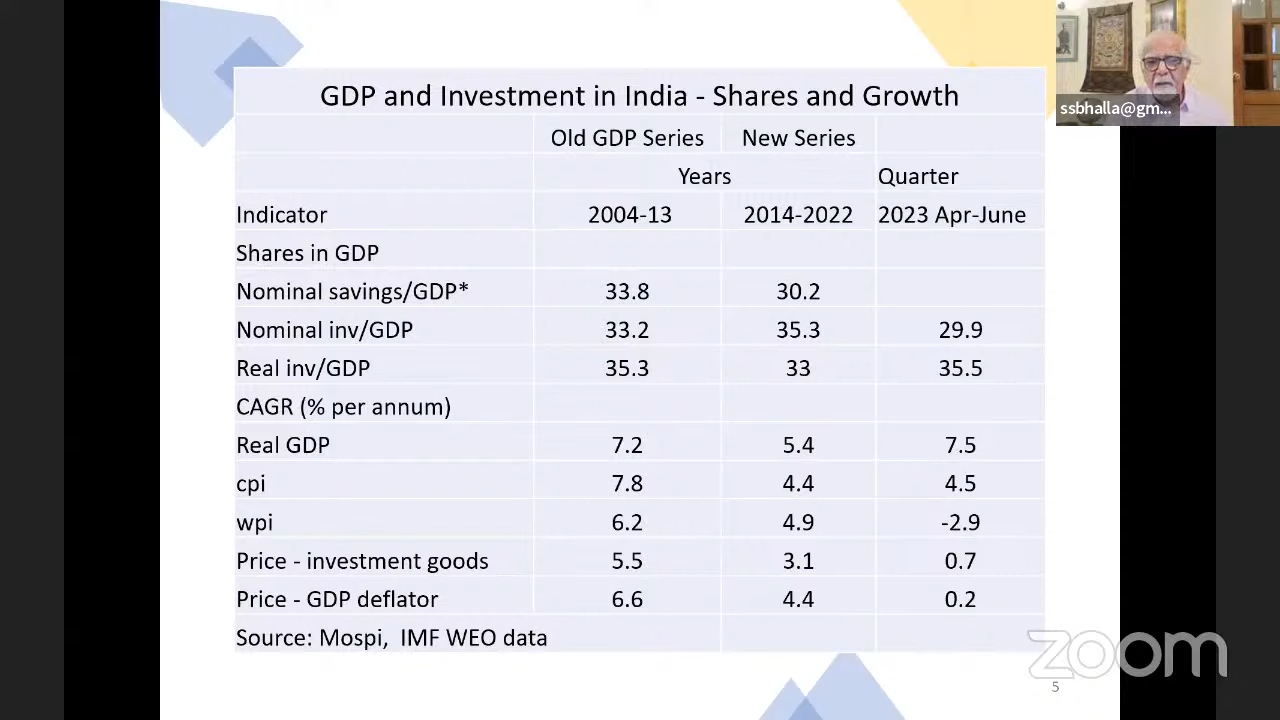 GDP and Investment in India - Shares and Growth
Old GDP Series New Series
Years Quarter
Indicator 2004-13 2014-2022 2023 Apr-June
Shares in GDP
Nominal savings/GDP* 33.8 30.2
Nominal inv/GDP 33.2 35.3 29.9
Real inv/GDP 35.3 33 35.5
CAGR (% per annum)
Real GDP 7.2 5.4 7.5
cpi 7.8 4.4 4.5
wpi 6.2 4.9 -2.9
Price - investment goods 5.5 3.1 0.7
Price - GDP deflator 6.6 4.4 0.2
Source: Mospi, IMF WEO data
ssbhalla@gm...
zoom
5